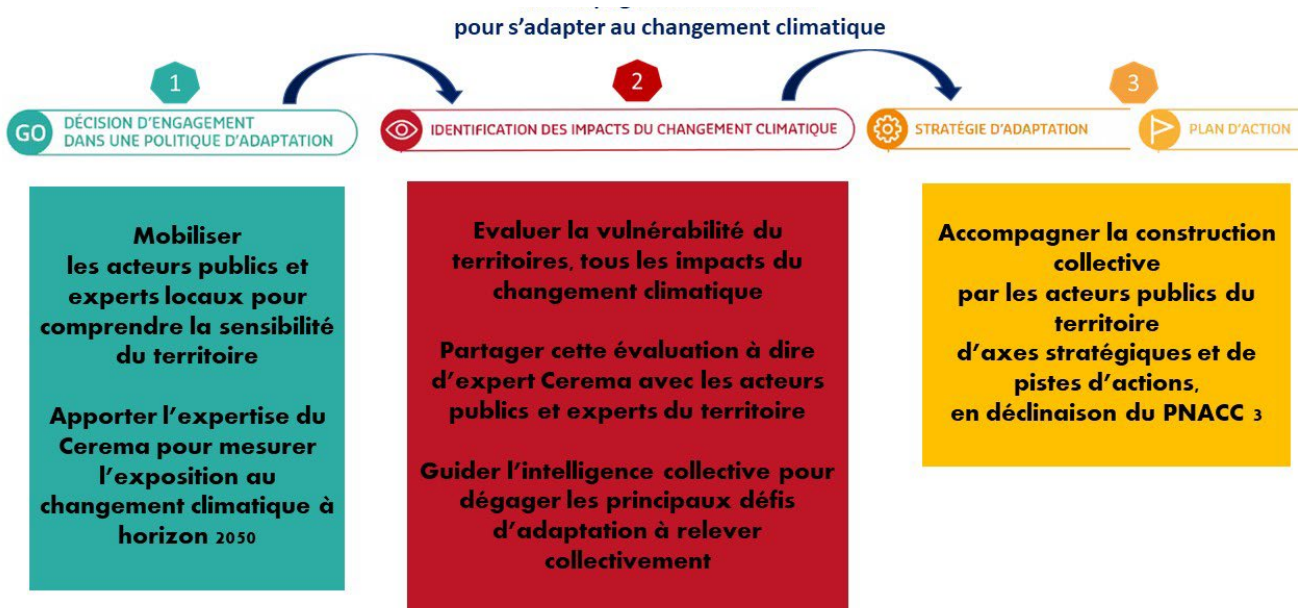 pour s’adapter au changement climatique
1
2
3
GO
DÉCISION D’ENGAGEMENT
DANS UNE POLITIQUE D’ADAPTATION
IDENTIFICATION DES IMPACTS DU CHANGEMENT CLIMATIQUE
STRATÉGIE D’ADAPTATION
PLAN D’ACTION
Mobiliser
les acteurs publics et
experts locaux pour
comprendre la sensibilité
du territoire
Apporter l’expertise du
Cerema pour mesurer
l’exposition au
changement climatique à
horizon 2050
Evaluer la vulnérabilité du
territoires, tous les impacts du
changement climatique
Partager cette évaluation à dire
d’expert Cerema avec les acteurs
publics et experts du territoire
Guider l’intelligence collective pour
dégager les principaux défis
d’adaptation à relever
collectivement
Accompagner la construction
collective
par les acteurs publics du
territoire
d’axes stratégiques et de
pistes d’actions,
en déclinaison du PNACC 3